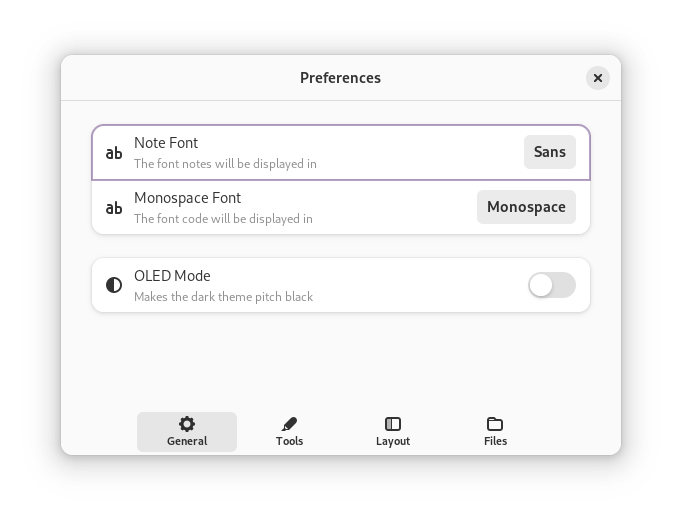 Preferences
ab
Note Font
The font notes will be displayed in
Sans
ab
Monospace Font
The font code will be displayed in
Monospace
OLED Mode
Makes the dark theme pitch black
General
Tools
Layout
Files